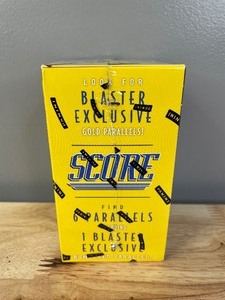 LOOK FOR
BLASTER
EXCLUSIVE
GOLD PARALLELS!
SCORE
FIND
6 PARALLELS
1 BLASTER
EXCLUSIVE